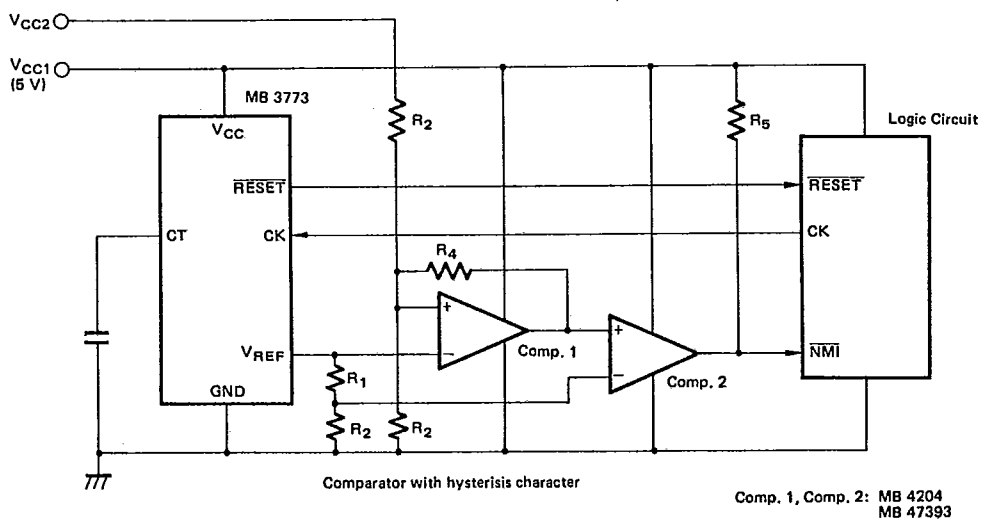 VCC2
VCC1
(5 V)
MB 3773
VCC
R2
R5
Logic Circuit
RESET
RESET
CT
CK
CK
R4
+
−
Comp. 1
+
−
Comp. 2
VREF
NMI
R1
GND
R2
R2
Comparator with hysterisis character
Comp. 1, Comp. 2: MB 4204
MB 47393